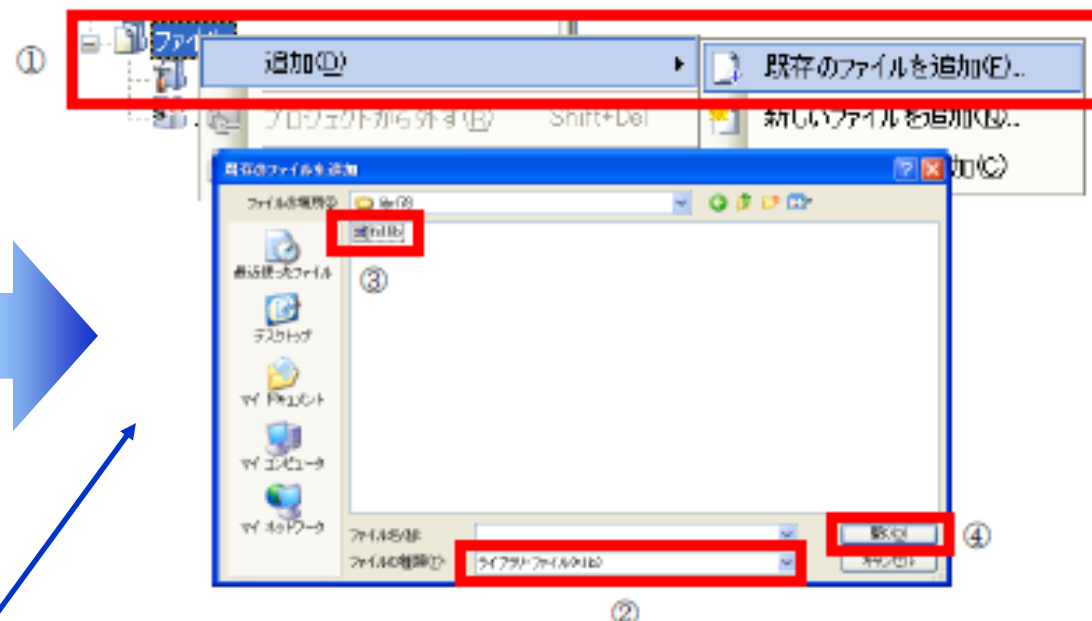 ①
ファイル
追加(D)
既存のファイルを追加(F)...
プロジェクトから外す(R) Shift+Del
新しいファイルを追加(N)...
加(C)
既存のファイルを追加
ファイルの場所(I):
③
最近使ったファイル
デスクトップ
マイ ドキュメント
マイ コンピュータ
マイ ネットワーク
ファイル名(N):
開く(O)
④
ファイルの種類(T):
ライブラリ・ファイル(*.lib)
キャンセル
②